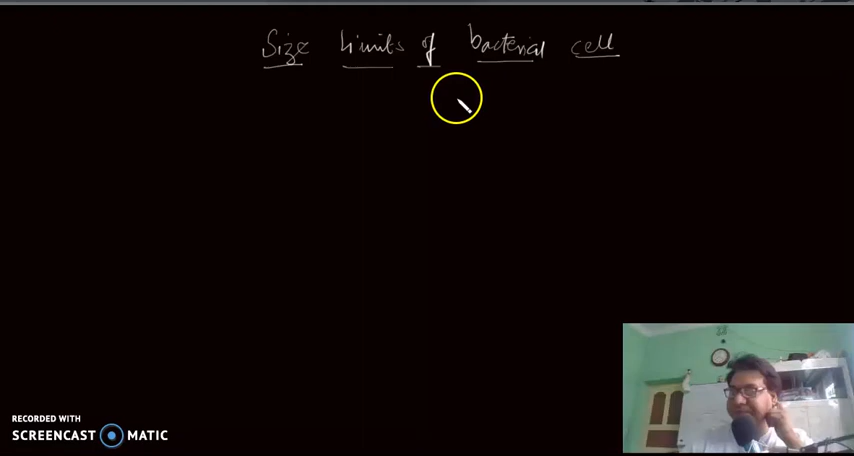 Size limits of bacterial cell
RECORDED WITH
SCREENCAST MATIC